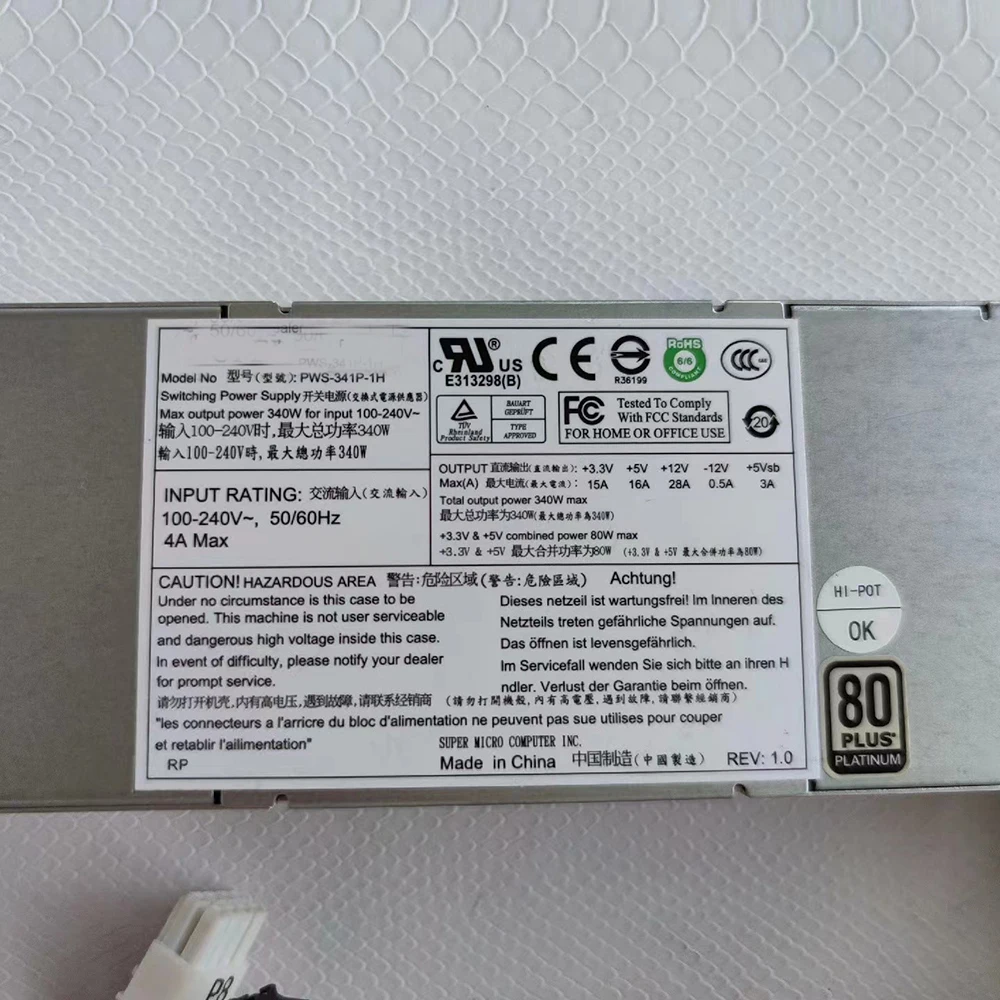 Model No 型号(型號): PWS-341P-1H
Switching Power Supply 开关电源(交換式電源供應器)
Max output power 340W for input 100-240V~
输入100-240V时,最大总功率340W
輸入100-240V時,最大總功率340W
INPUT RATING: 交流输入(交流輸入)
100-240V~, 50/60Hz
4A Max
C UR ® US
E313298(B)
CE
R36199
RoHS
6/6
COMPLIANT
CCC
TÜV
Rheinland
Product Safety
BAUART
GEPRÜFT
TYPE
APPROVED
FC
Tested To Comply
With FCC Standards
FOR HOME OR OFFICE USE
20
OUTPUT 直流输出(直流輸出): +3.3V +5V +12V -12V +5Vsb
Max(A) 最大电流(最大電流): 15A 16A 28A 0.5A 3A
Total output power 340W max
最大总功率为340W(最大總功率為340W)
+3.3V & +5V combined power 80W max
+3.3V & +5V 最大合并功率为80W (+3.3V & +5V 最大合併功率為80W)
CAUTION! HAZARDOUS AREA 警告:危险区域(警告:危險區域) Achtung!
Under no circumstance is this case to be
opened. This machine is not user serviceable
and dangerous high voltage inside this case.
In event of difficulty, please notify your dealer
for prompt service.
Dieses netzeil ist wartungsfrei! Im Inneren des
Netzteils treten gefährliche Spannungen auf.
Das öffnen ist levensgefährlich.
Im Servicefall wenden Sie sich bitte an ihren H
ndler. Verlust der Garantie beim öffnen.
请勿打开机壳,内有高电压,遇到故障,请联系经销商 (請勿打開機殼,內有高電壓,遇到故障,請聯繫經銷商)
"les connecteurs a l'arricre du bloc d'alimentation ne peuvent pas sue utilises pour couper
et retablir l'ailimentation"
SUPER MICRO COMPUTER INC.
RP
Made in China 中国制造(中國製造) REV: 1.0
HI-POT
OK
80
PLUS
PLATINUM
P8